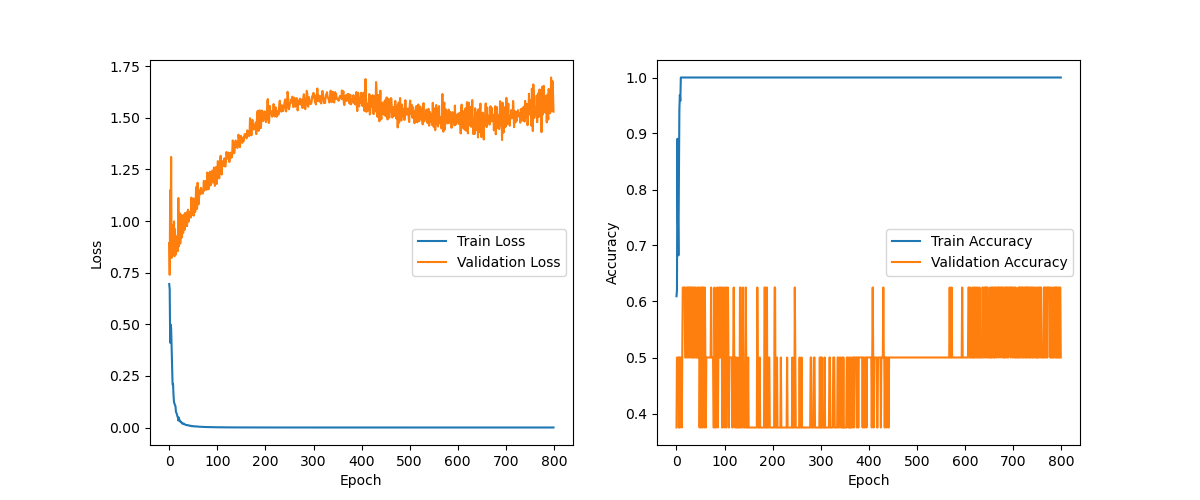 1.75
1.50
1.25
1.00
0.75
0.50
0.25
0.00
Loss
0 100 200 300 400 500 600 700 800
Epoch
Train Loss
Validation Loss
1.0
0.9
0.8
0.7
0.6
0.5
0.4
Accuracy
0 100 200 300 400 500 600 700 800
Epoch
Train Accuracy
Validation Accuracy